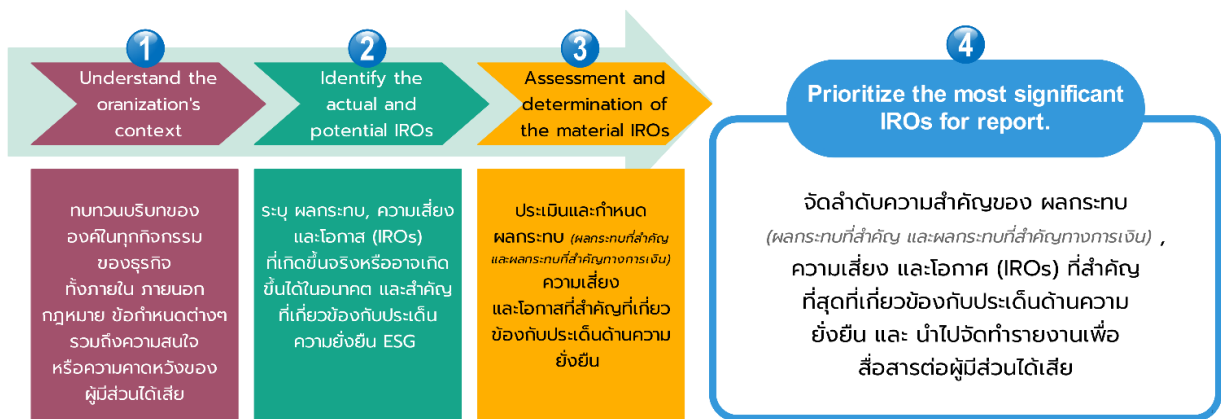 1
Understand the
oranization's
context
2
Identify the
actual and
potential IROs
3
Assessment and
determination of
the material IROs
4
Prioritize the most significant
IROs for report.
ทบทวนบริบทของ
องค์ในทุกกิจกรรม
ของธุรกิจ
ทั้งภายใน ภายนอก
กฎหมาย ข้อกำหนดต่างๆ
รวมถึงความสนใจ
หรือความคาดหวังของ
ผู้มีส่วนได้เสีย
ระบุ ผลกระทบ, ความเสี่ยง
และโอกาส (IROs)
ที่เกิดขึ้นจริงหรืออาจเกิด
ขึ้นได้ในอนาคต และสำคัญ
ที่เกี่ยวข้องกับประเด็น
ความยั่งยืน ESG
ประเมินและกำหนด
ผลกระทบ (ผลกระทบที่สำคัญ
และผลกระทบที่สำคัญทางการเงิน)
ความเสี่ยง
และโอกาสที่สำคัญที่เกี่ยว
ข้องกับประเด็นด้านความ
ยั่งยืน
จัดลำดับความสำคัญของ ผลกระทบ
(ผลกระทบที่สำคัญ และผลกระทบที่สำคัญทางการเงิน) ,
ความเสี่ยง และโอกาศ (IROs) ที่สำคัญ
ที่สุดที่เกี่ยวข้องกับประเด็นด้านความ
ยั่งยืน และ นำไปจัดทำรายงานเพื่อ
สื่อสารต่อผู้มีส่วนได้เสีย